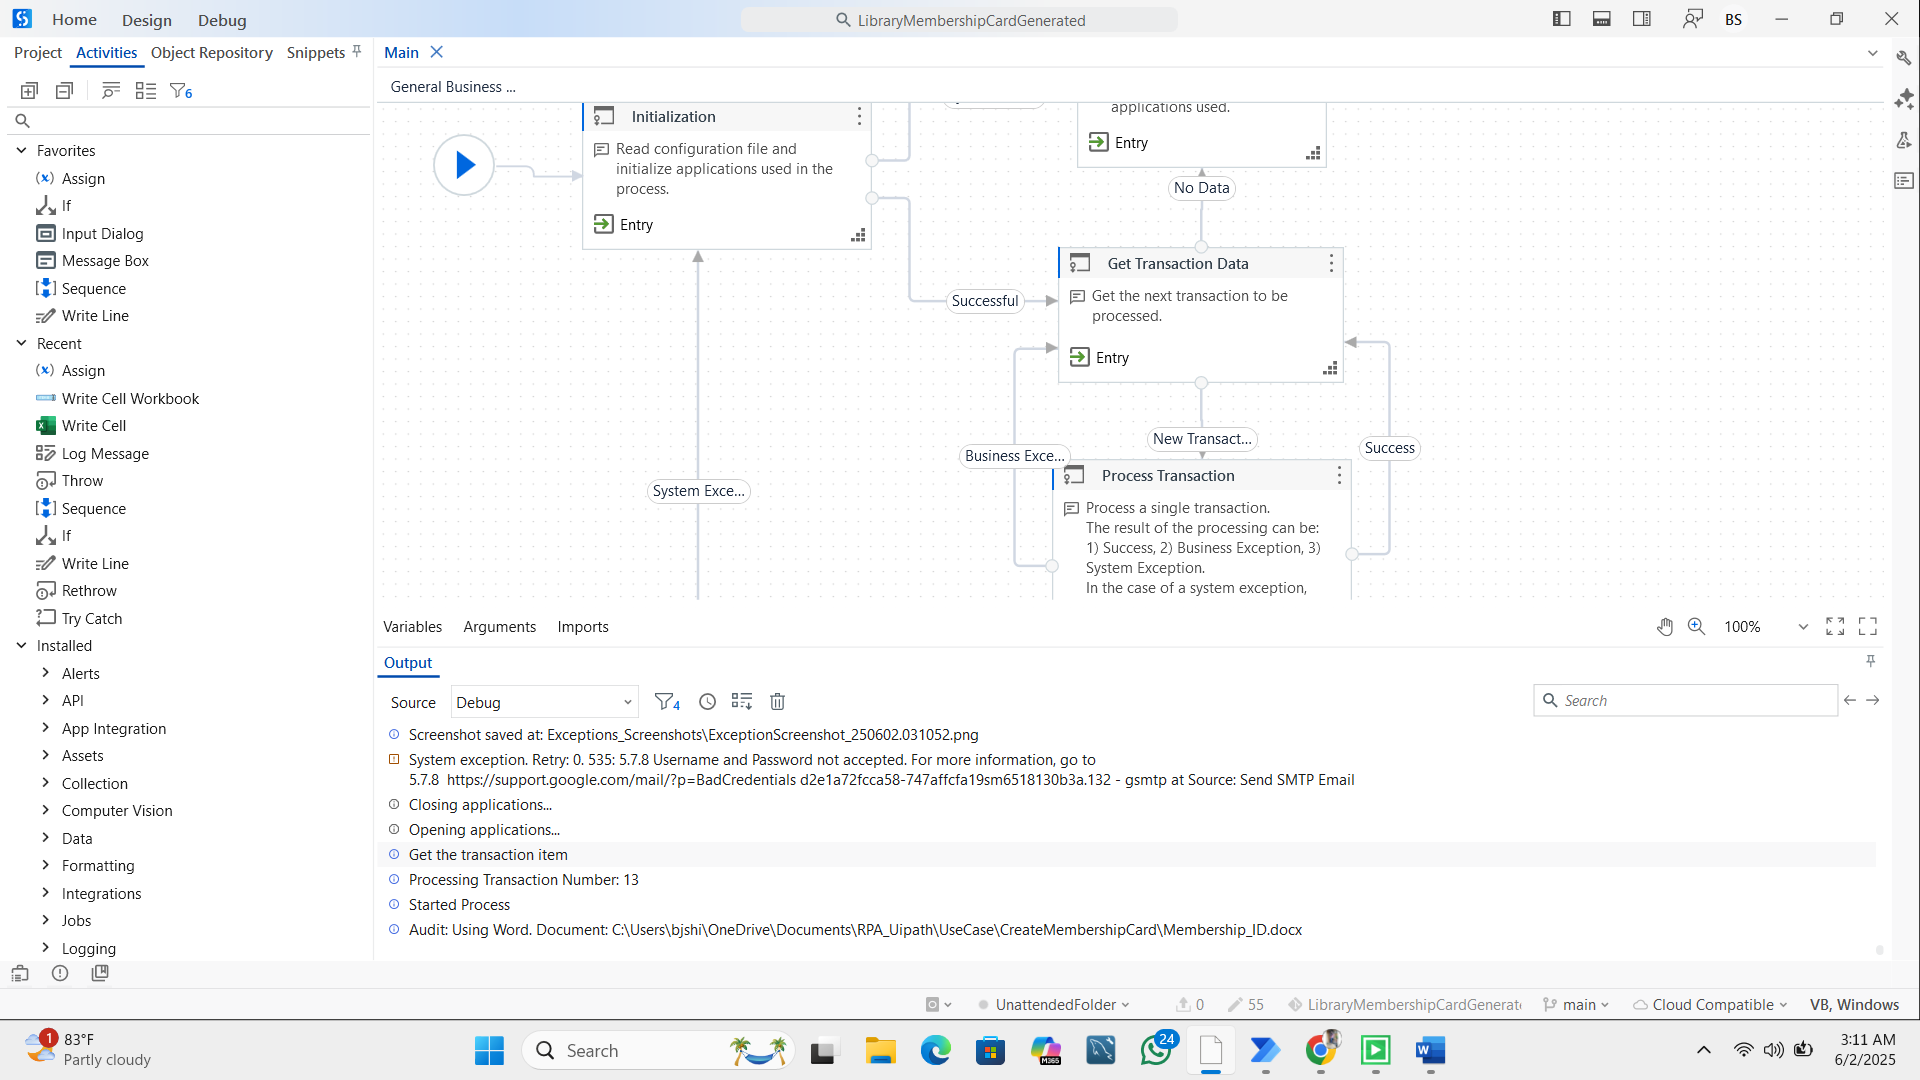 Home
Design
Debug
LibraryMembershipCardGenerated
BS
Project
Activities
Object Repository
Snippets
Main
6
General Business ...
Favorites
Assign
If
Input Dialog
Message Box
Sequence
Write Line
Recent
Assign
Write Cell Workbook
Write Cell
Log Message
Throw
Sequence
If
Write Line
Rethrow
Try Catch
Installed
Alerts
API
App Integration
Assets
Collection
Computer Vision
Data
Formatting
Integrations
Jobs
Logging
Initialization
Read configuration file and
initialize applications used in the
process.
Entry
applications used.
Entry
No Data
Get Transaction Data
Get the next transaction to be
processed.
Entry
Successful
New Transact...
Business Exce...
Success
System Exce...
Process Transaction
Process a single transaction.
The result of the processing can be:
1) Success, 2) Business Exception, 3)
System Exception.
In the case of a system exception,
Variables
Arguments
Imports
100%
Output
Source
Debug
4
Search
Screenshot saved at: Exceptions_Screenshots\ExceptionScreenshot_250602.031052.png
System exception. Retry: 0. 535: 5.7.8 Username and Password not accepted. For more information, go to
5.7.8  https://support.google.com/mail/?p=BadCredentials d2e1a72fcca58-747affcfa19sm6518130b3a.132 - gsmtp at Source: Send SMTP Email
Closing applications...
Opening applications...
Get the transaction item
Processing Transaction Number: 13
Started Process
Audit: Using Word. Document: C:\Users\bjshi\OneDrive\Documents\RPA_Uipath\UseCase\CreateMembershipCard\Membership_ID.docx
UnattendedFolder
0
55
LibraryMembershipCardGenerat
main
Cloud Compatible
VB, Windows
1
83°F
Partly cloudy
Search
M365
24
3:11 AM
6/2/2025